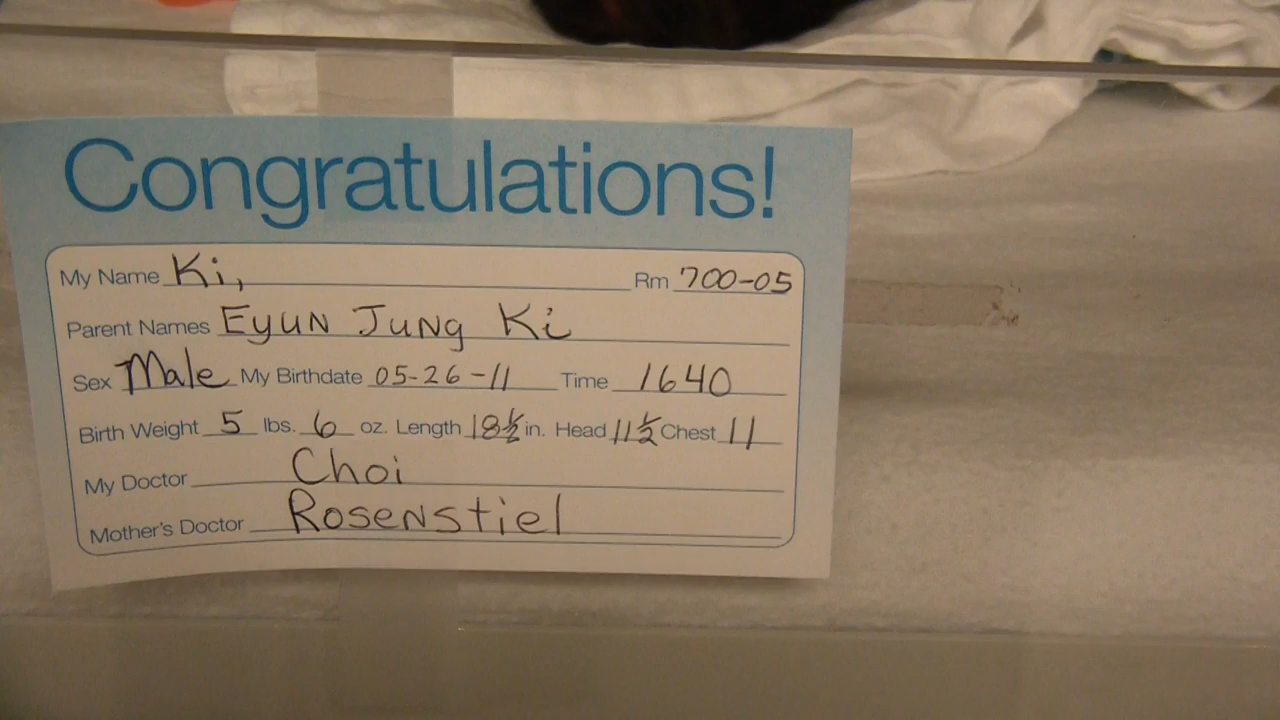 Congratulations!
My Name Ki, Rm 700-05
Parent Names Eyun Jung Ki
Sex Male My Birthdate 05-26-11 Time 1640
Birth Weight 5 lbs. 6 oz. Length 18½ in. Head 11½ Chest 11
My Doctor Choi
Mother's Doctor Rosenstiel